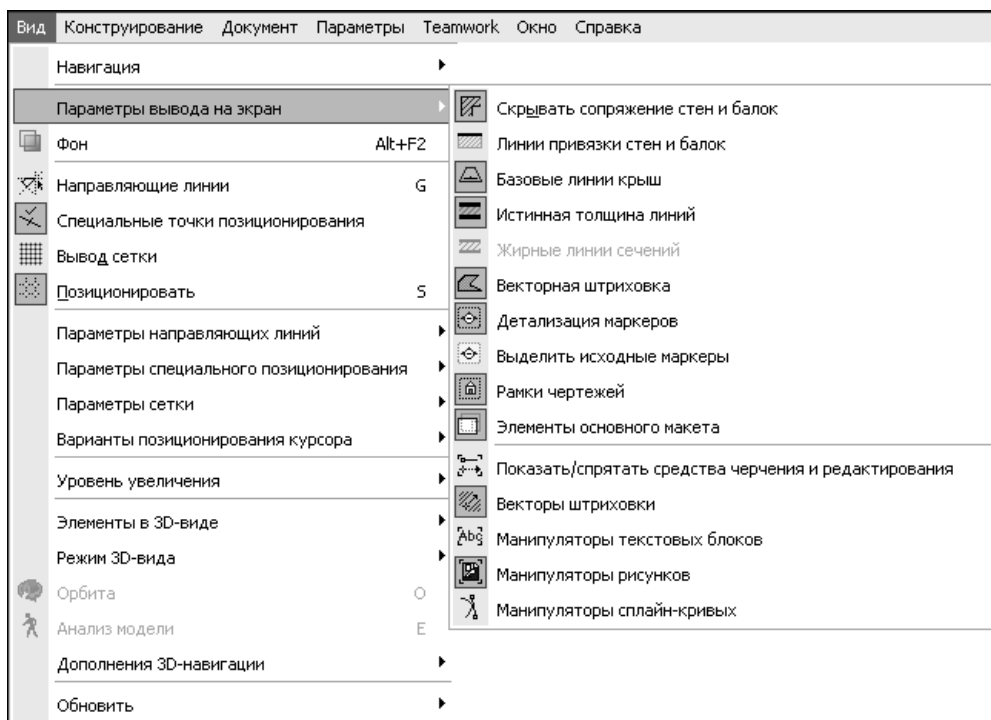 Вид Конструирование Документ Параметры Teamwork Окно Справка
Навигация
Параметры вывода на экран
Фон Alt+F2
Направляющие линии G
Специальные точки позиционирования
Вывод сетки
Позиционировать S
Параметры направляющих линий
Параметры специального позиционирования
Параметры сетки
Варианты позиционирования курсора
Уровень увеличения
Элементы в 3D-виде
Режим 3D-вида
Орбита O
Анализ модели E
Дополнения 3D-навигации
Обновить
Скрывать сопряжение стен и балок
Линии привязки стен и балок
Базовые линии крыш
Истинная толщина линий
Жирные линии сечений
Векторная штриховка
Детализация маркеров
Выделить исходные маркеры
Рамки чертежей
Элементы основного макета
Показать/спрятать средства черчения и редактирования
Векторы штриховки
Abg Манипуляторы текстовых блоков
Манипуляторы рисунков
Манипуляторы сплайн-кривых